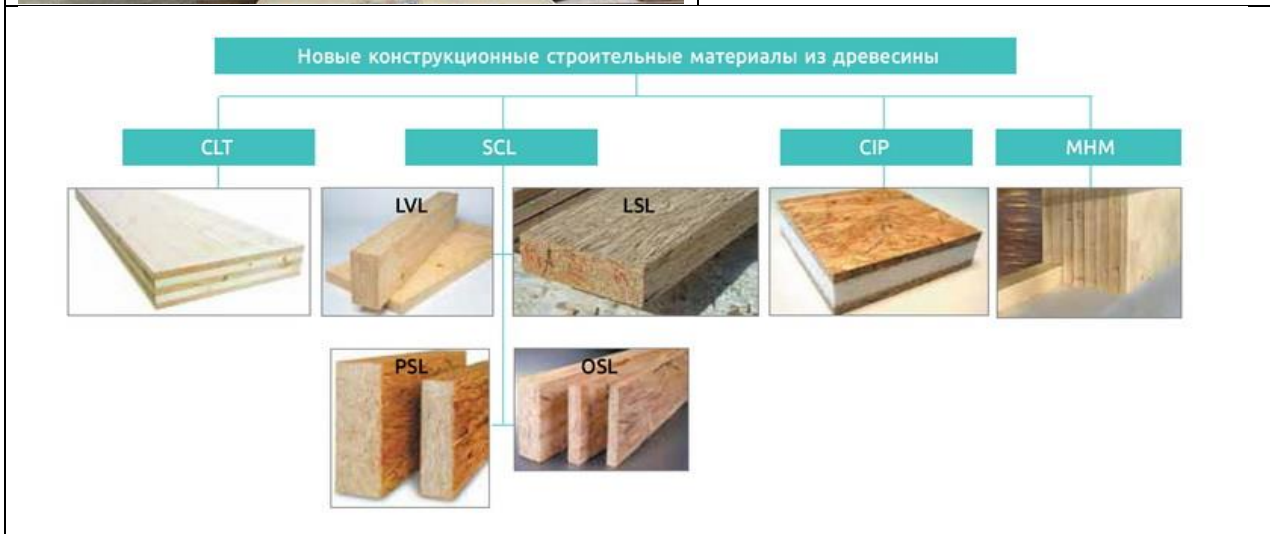 Новые конструкционные строительные материалы из древесины
CLT
SCL
CIP
MHM
LVL
LSL
PSL
OSL